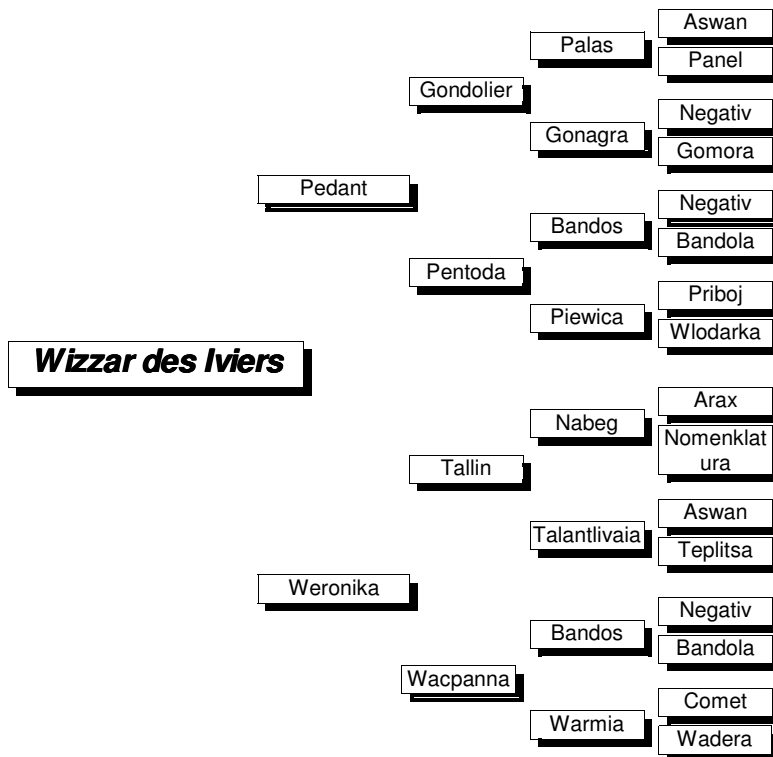 Aswan
Palas
Panel
Gondolier
Negativ
Gonagra
Gomora
Pedant
Negativ
Bandos
Bandola
Pentoda
Priboj
Piewica
Wlodarka
Wizzar des Iviers
Arax
Nabeg
Nomenklat
ura
Tallin
Aswan
Talantlivaia
Teplitsa
Weronika
Negativ
Bandos
Bandola
Wacpanna
Comet
Warmia
Wadera